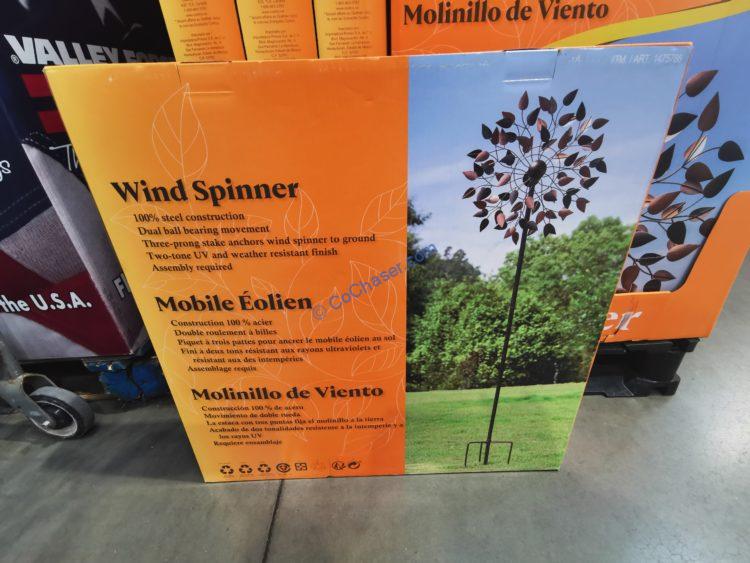 Molinillo de Viento
VALLEY
ITM. / ART. 1475786
Wind Spinner
100% steel construction
Dual ball bearing movement
Three-prong stake anchors wind spinner to ground
Two-tone UV and weather resistant finish
Assembly required
© CoChaser.com
the U.S.A.
Mobile Éolien
Construction 100 % acier
Double roulement à billes
Piquet à trois pattes pour ancrer le mobile éolien au sol
Fini à deux tons résistant aux rayons ultraviolets et
résistant aux des intempéries
Assemblage requis
Molinillo de Viento
Construcción 100 % de acero
Movimiento de doble rueda
La estaca con tres puntas fija el molinillo a la tierra
Acabado de dos tonalidades resistente a la intemperie y a
los rayos UV
Requiere ensamblaje